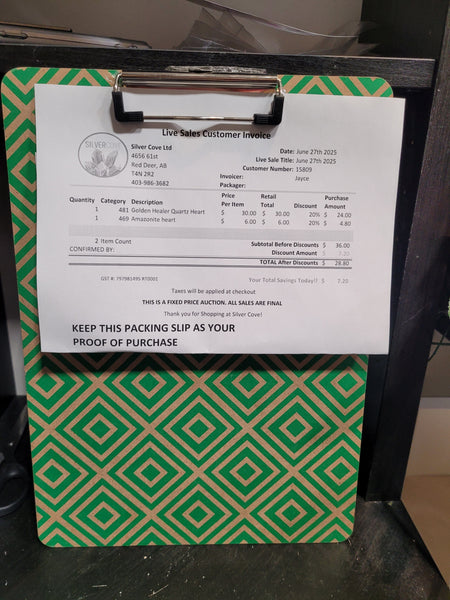 Live Sales Customer Invoice
SILVERCOVE
Silver Cove Ltd
4656 61st
Red Deer, AB
T4N 2R2
403-986-3682
Date: June 27th 2025
Live Sale Title: June 27th 2025
Customer Number: 15809
Invoicer: Jayce
Packager:
Quantity Category Description Price Per Item Retail Total Discount Purchase Amount
1 481 Golden Healer Quartz Heart $ 30.00 $ 30.00 20% $ 24.00
1 469 Amazonite heart $ 6.00 $ 6.00 20% $ 4.80
2 Item Count
Subtotal Before Discounts $ 36.00
CONFIRMED BY:
Discount Amount $ 7.20
TOTAL After Discounts $ 28.80
GST #: 797981495 RT0001
Your Total Savings Today!! $ 7.20
Taxes will be applied at checkout
THIS IS A FIXED PRICE AUCTION. ALL SALES ARE FINAL
Thank you for Shopping at Silver Cove!
KEEP THIS PACKING SLIP AS YOUR
PROOF OF PURCHASE